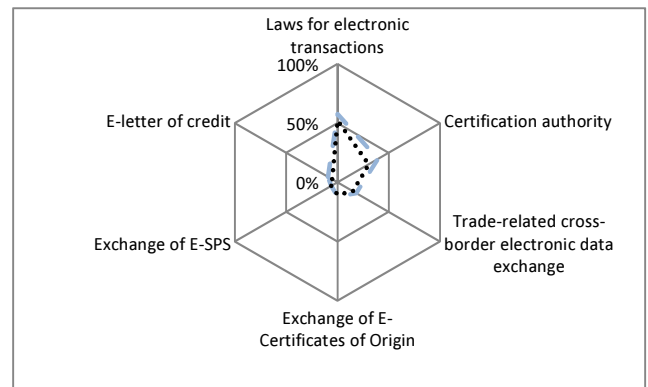 Laws for electronic
transactions
100%
E-letter of credit
50%
Certification authority
0%
Exchange of E-SPS
Trade-related cross-
border electronic data
exchange
Exchange of E-
Certificates of Origin